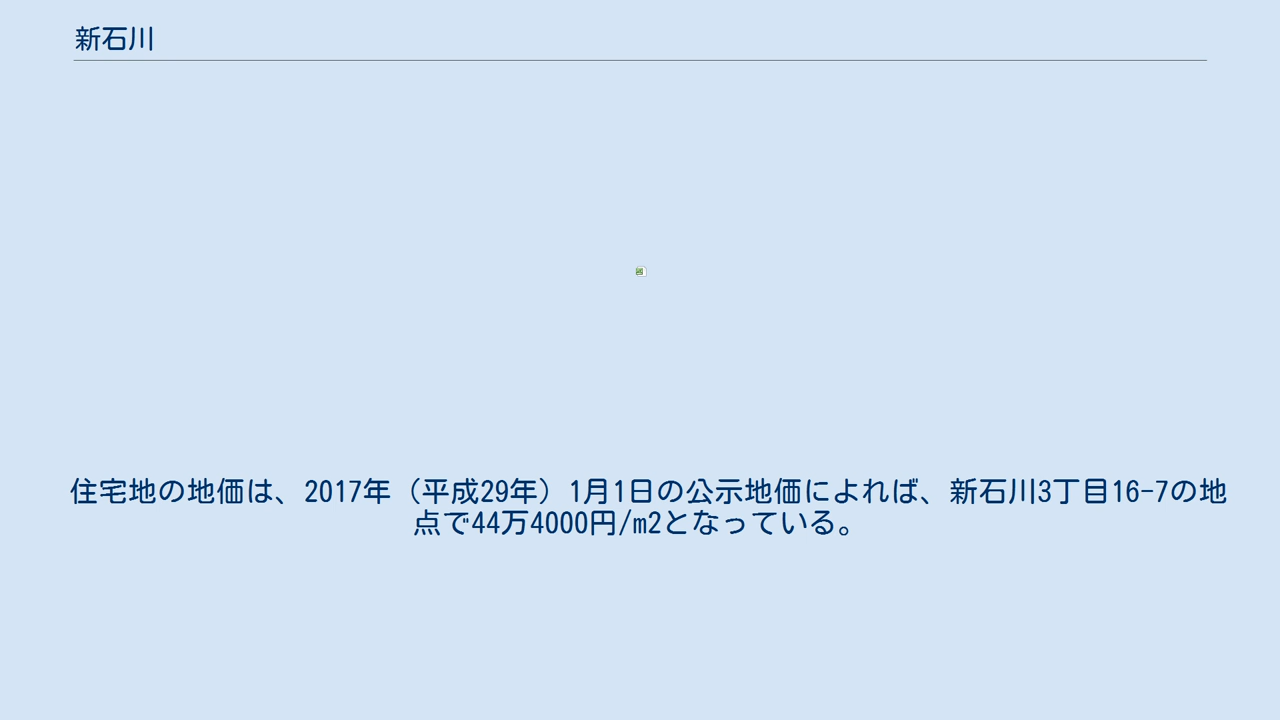 新石川
住宅地の地価は、2017年（平成29年）1月1日の公示地価によれば、新石川3丁目16-7の地
点で44万4000円/m2となっている。